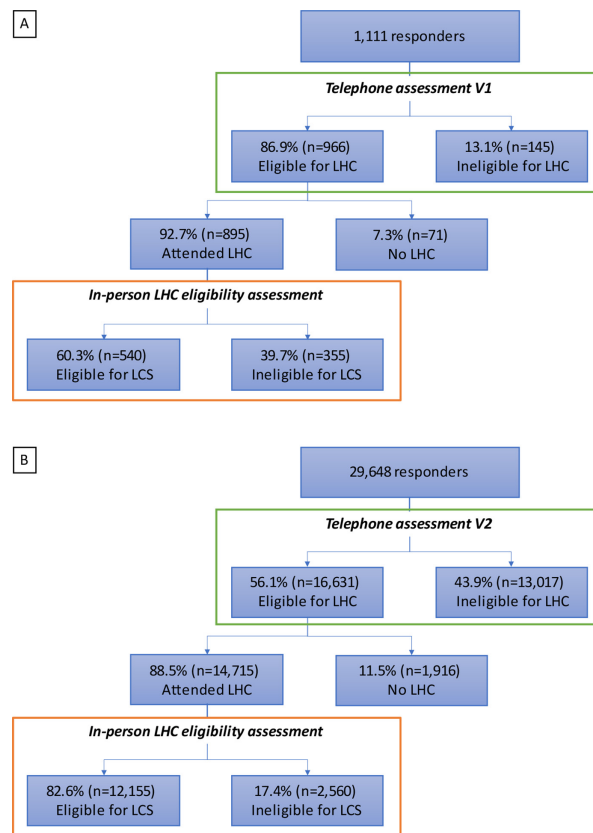 A
1,111 responders
Telephone assessment V1
86.9% (n=966)
Eligible for LHC
13.1% (n=145)
Ineligible for LHC
92.7% (n=895)
Attended LHC
7.3% (n=71)
No LHC
In-person LHC eligibility assessment
60.3% (n=540)
Eligible for LCS
39.7% (n=355)
Ineligible for LCS
B
29,648 responders
Telephone assessment V2
56.1% (n=16,631)
Eligible for LHC
43.9% (n=13,017)
Ineligible for LHC
88.5% (n=14,715)
Attended LHC
11.5% (n=1,916)
No LHC
In-person LHC eligibility assessment
82.6% (n=12,155)
Eligible for LCS
17.4% (n=2,560)
Ineligible for LCS